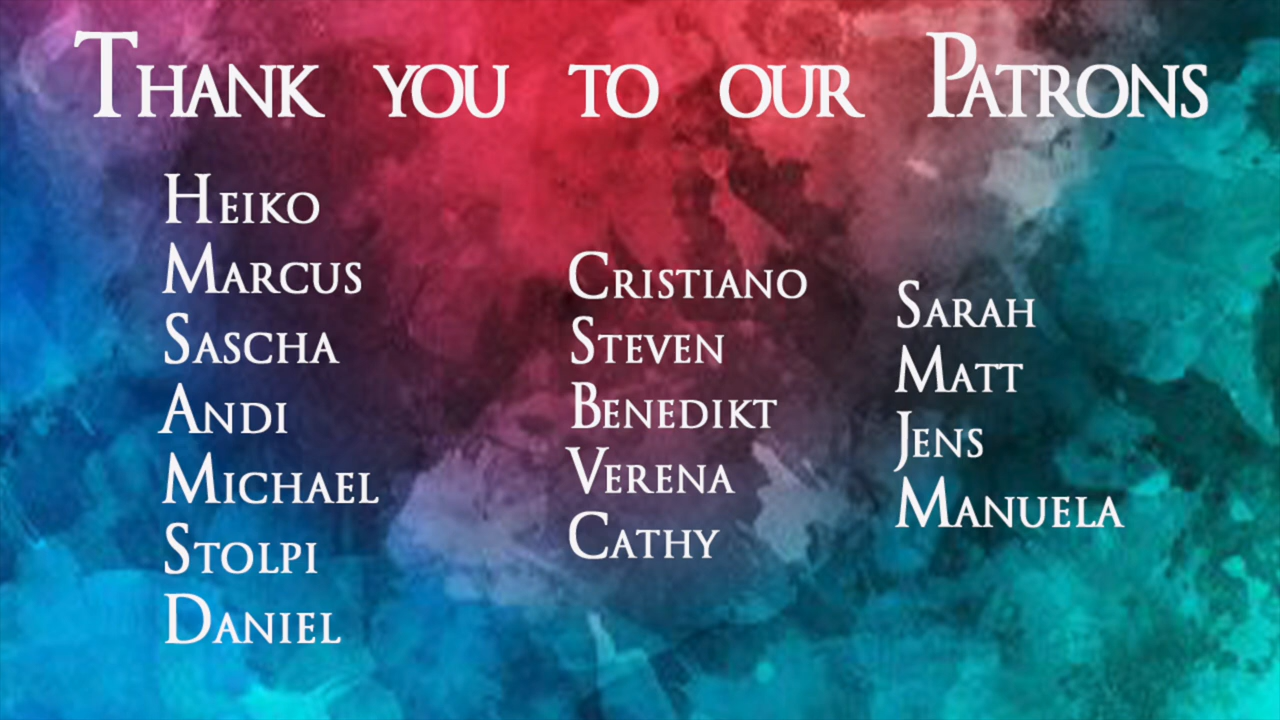 Thank you to our Patrons
Heiko
Marcus
Sascha
Andi
Michael
Stolpi
Daniel
Cristiano
Steven
Benedikt
Verena
Cathy
Sarah
Matt
Jens
Manuela